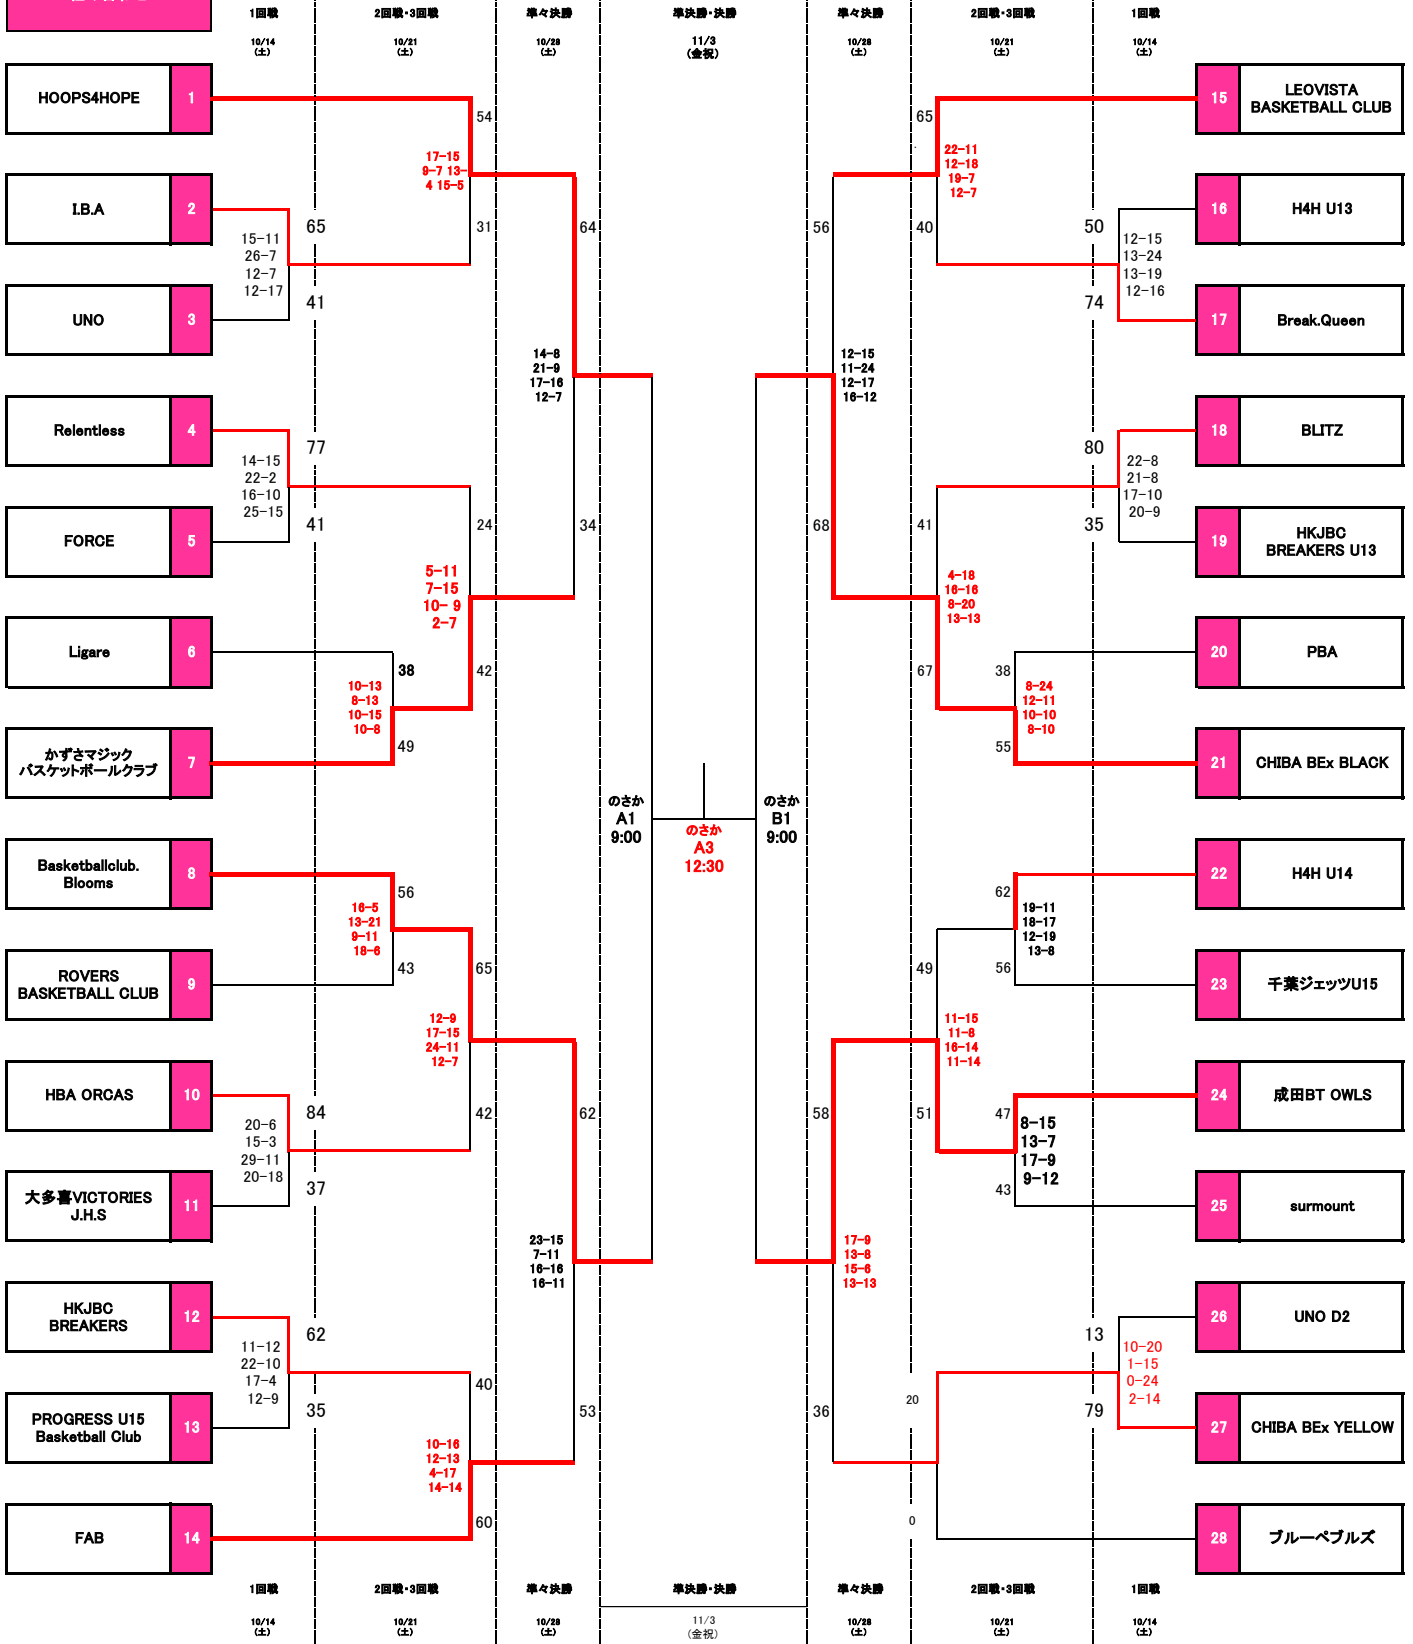 1回戦
2回戦・3回戦
準々決勝
準決勝・決勝
準々決勝
2回戦・3回戦
1回戦
10/14
(土)
10/21
(土)
10/28
(土)
11/3
(金祝)
10/28
(土)
10/21
(土)
10/14
(土)
HOOPS4HOPE
1
I.B.A
2
UNO
3
Relentless
4
FORCE
5
Ligare
6
かずさマジック
バスケットボールクラブ
7
Basketballclub.
Blooms
8
ROVERS
BASKETBALL CLUB
9
HBA ORCAS
10
大多喜VICTORIES
J.H.S
11
HKJBC
BREAKERS
12
PROGRESS U15
Basketball Club
13
FAB
14
65
15-11
26-7
12-7
12-17
41
77
14-15
22-2
16-10
25-15
41
84
20-6
15-3
29-11
20-18
37
62
11-12
22-10
17-4
12-9
35
54
17-15
9-7 13-
4 15-5
31
24
5-11
7-15
10- 9
2-7
42
38
10-13
8-13
10-15
10-8
49
56
16-5
13-21
9-11
18-6
43
65
12-9
17-15
24-11
12-7
42
40
10-16
12-13
4-17
14-14
60
64
14-8
21-9
17-16
12-7
34
62
23-15
7-11
16-16
16-11
53
のさか
A1
9:00
のさか
A3
12:30
のさか
B1
9:00
56
12-15
11-24
12-17
16-12
68
58
17-9
13-8
15-6
13-13
36
65
22-11
12-18
19-7
12-7
40
41
4-18
16-16
8-20
13-13
67
38
8-24
12-11
10-10
8-10
55
62
19-11
18-17
12-19
13-8
56
49
11-15
11-8
16-14
11-14
51
47
8-15
13-7
17-9
9-12
43
20
0
50
12-15
13-24
13-19
12-16
74
80
22-8
21-8
17-10
20-9
35
13
10-20
1-15
0-24
2-14
79
15
LEOVISTA
BASKETBALL CLUB
16
H4H U13
17
Break.Queen
18
BLITZ
19
HKJBC
BREAKERS U13
20
PBA
21
CHIBA BEx BLACK
22
H4H U14
23
千葉ジェッツU15
24
成田BT OWLS
25
surmount
26
UNO D2
27
CHIBA BEx YELLOW
28
ブルーペブルズ
1回戦
2回戦・3回戦
準々決勝
準決勝・決勝
準々決勝
2回戦・3回戦
1回戦
10/14
(土)
10/21
(土)
10/28
(土)
11/3
(金祝)
10/28
(土)
10/21
(土)
10/14
(土)